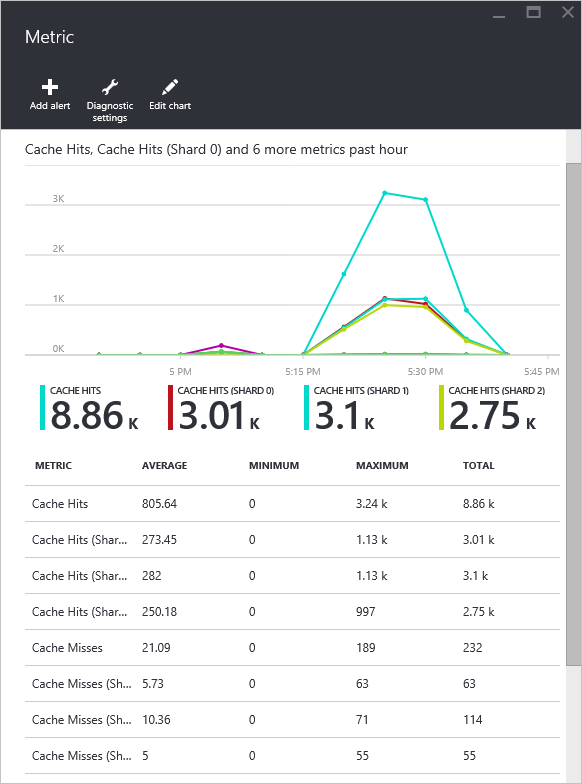 Metric
Add alert
Diagnostic settings
Edit chart
Cache Hits, Cache Hits (Shard 0) and 6 more metrics past hour
3K
2K
1K
0K
5 PM 5:15 PM 5:30 PM 5:45 PM
CACHE HITS
8.86 K
CACHE HITS (SHARD 0)
3.01 K
CACHE HITS (SHARD 1)
3.1 K
CACHE HITS (SHARD 2)
2.75 K
METRIC AVERAGE MINIMUM MAXIMUM TOTAL
Cache Hits 805.64 0 3.24 k 8.86 k
Cache Hits (Shar... 273.45 0 1.13 k 3.01 k
Cache Hits (Shar... 282 0 1.13 k 3.1 k
Cache Hits (Shar... 250.18 0 997 2.75 k
Cache Misses 21.09 0 189 232
Cache Misses (Sh... 5.73 0 63 63
Cache Misses (Sh... 10.36 0 71 114
Cache Misses (Sh... 5 0 55 55